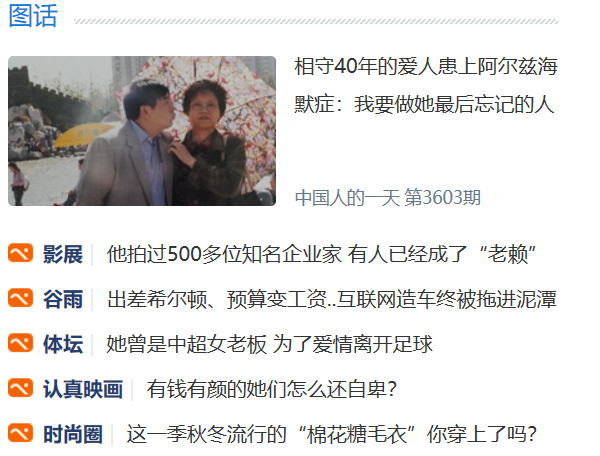 图话
相守40年的爱人患上阿尔兹海
默症：我要做她最后忘记的人
中国人的一天 第3603期
影展 他拍过500多位知名企业家 有人已经成了“老赖”
谷雨 出差希尔顿、预算变工资..互联网造车终被拖进泥潭
体坛 她曾是中超女老板 为了爱情离开足球
认真映画 有钱有颜的她们怎么还自卑？
时尚圈 这一季秋冬流行的“棉花糖毛衣”你穿上了吗？